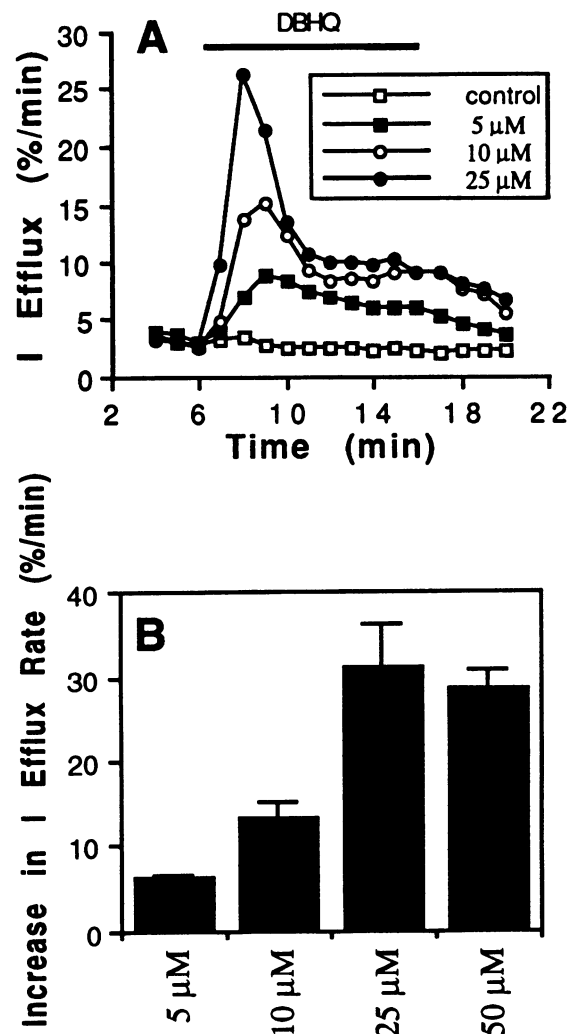 A
DBHQ
I Efflux (%/min)
30
25
20
15
10
5
0
control
5 µM
10 µM
25 µM
2 6 10 14 18 22
Time (min)
B
Increase in I Efflux Rate (%/min)
40
30
20
10
0
5 µM
10 µM
25 µM
50 µM